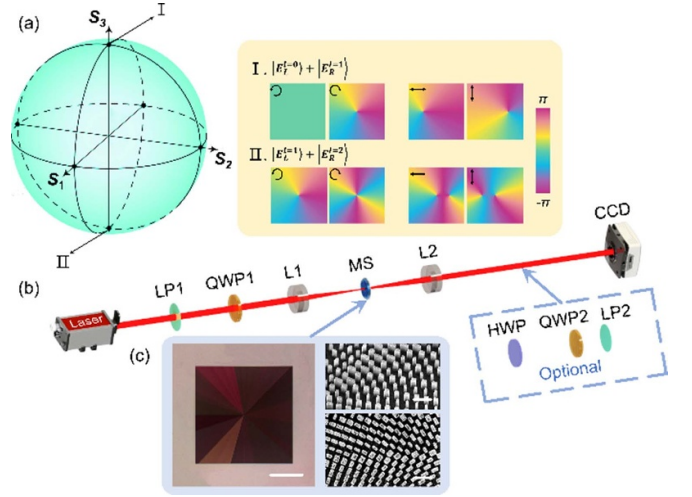 (a)
S₃
I
S₂
S₁
II
I. |E_L^{l=0}⟩ + |E_R^{l=1}⟩
II. |E_L^{l=1}⟩ + |E_R^{l=2}⟩
π
-π
(b)
Laser
LP1
QWP1
L1
MS
L2
CCD
HWP
QWP2
LP2
Optional
(c)